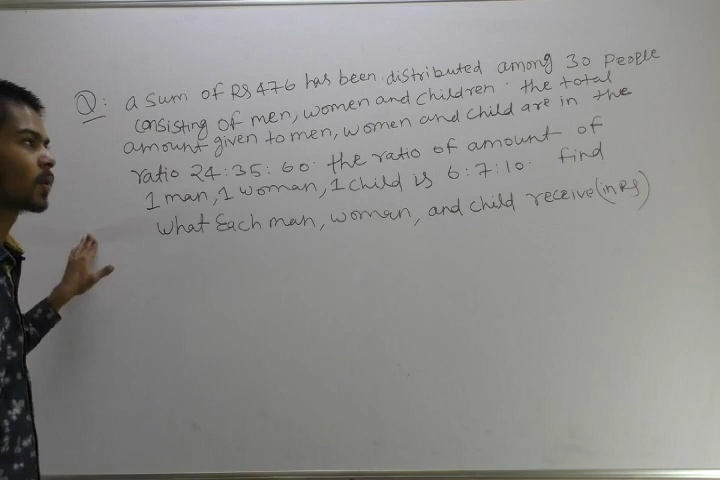 Q: a sum of RS 476 has been distributed among 30 People
consisting of men, women and children. the total
amount given to men, women and child are in the
ratio 24:35:60. the ratio of amount of
1 man, 1 woman, 1 child is 6:7:10. find
what Each man, woman, and child receive (in RS)